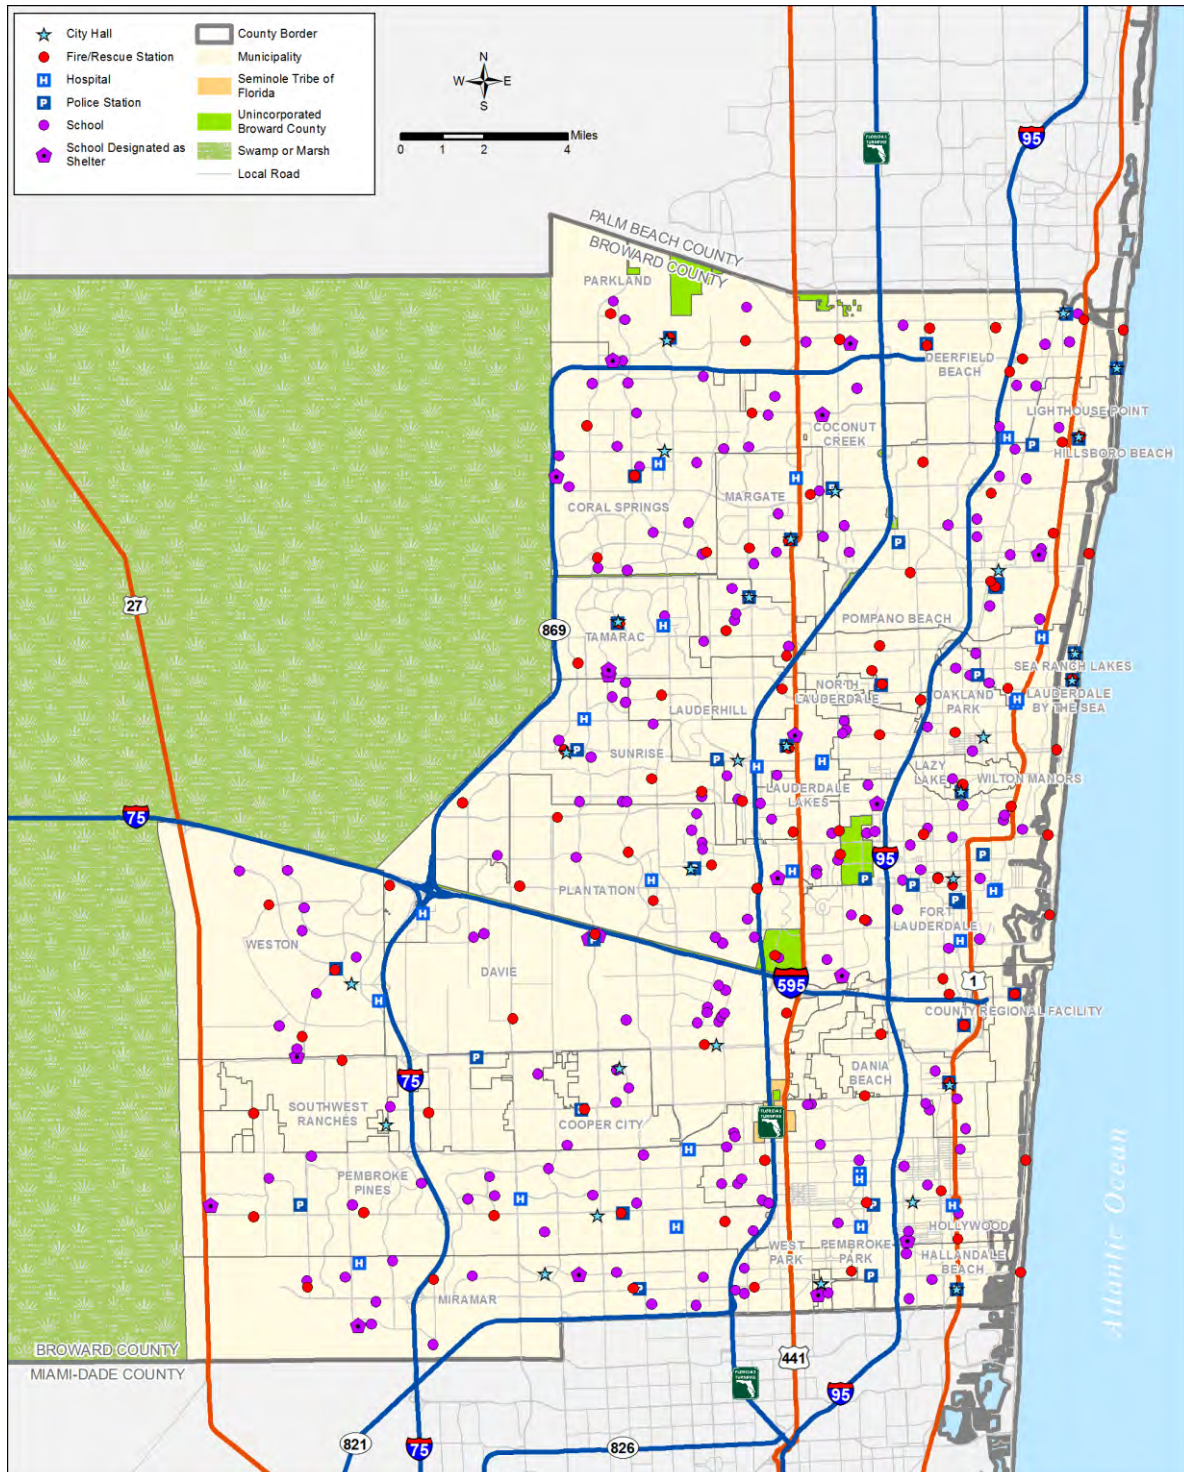 City Hall
Fire/Rescue Station
Hospital
Police Station
School
School Designated as
Shelter
County Border
Municipality
Seminole Tribe of
Florida
Unincorporated
Broward County
Swamp or Marsh
Local Road
N
W
E
S
Miles
0
1
2
4
95
PALM BEACH COUNTY
BROWARD COUNTY
PARKLAND
DEERFIELD
BEACH
LIGHTHOUSE POINT
COCONUT
CREEK
HILLSBORO BEACH
MARGATE
CORAL SPRINGS
27
869
TAMARAC
POMPANO BEACH
SEA RANCH LAKES
NORTH
LAUDERDALE
OAKLAND
PARK
LAUDERDALE
BY THE SEA
LAUDERHILL
SUNRISE
LAZY
LAKE
WILTON MANORS
LAUDERDALE
LAKES
75
95
PLANTATION
FORT
LAUDERDALE
WESTON
DAVIE
595
1
COUNTY REGIONAL FACILITY
DANIA
BEACH
75
SOUTHWEST
RANCHES
COOPER CITY
PEMBROKE
PINES
HOLLYWOOD
WEST
PARK
PEMBROKE
PARK
HALLANDALE
BEACH
MIRAMAR
Atlantic Ocean
BROWARD COUNTY
MIAMI-DADE COUNTY
441
95
821
75
826